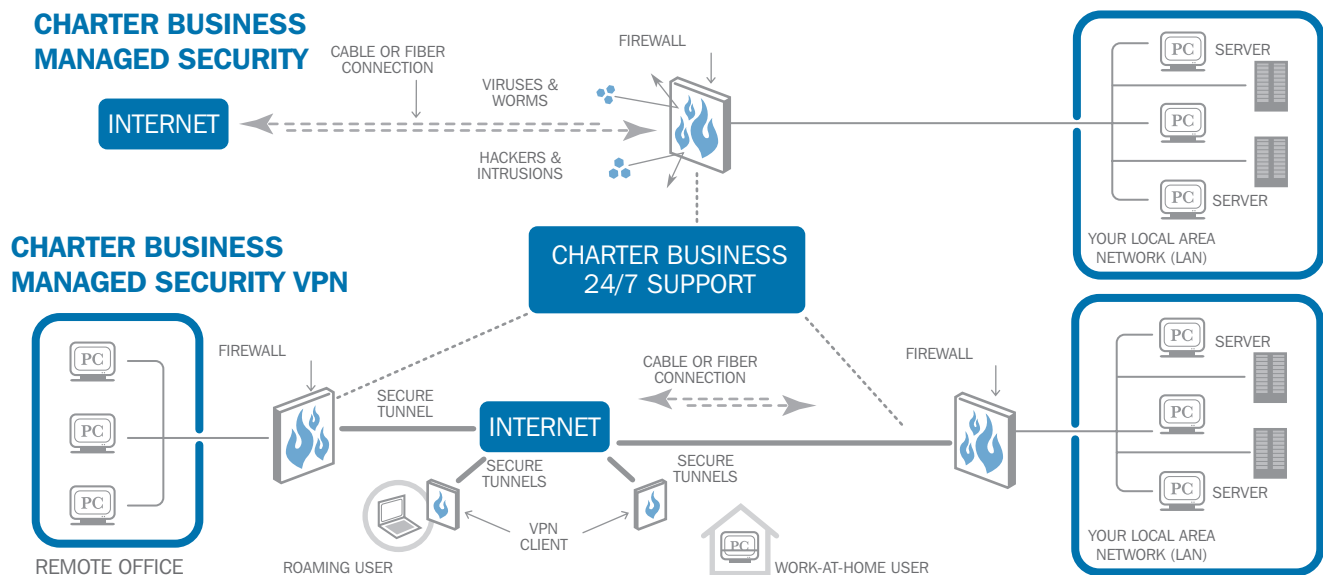 CHARTER BUSINESS
MANAGED SECURITY
CABLE OR FIBER
CONNECTION
FIREWALL
VIRUSES &
WORMS
INTERNET
HACKERS &
INTRUSIONS
PC
SERVER
PC
PC
SERVER
YOUR LOCAL AREA
NETWORK (LAN)
CHARTER BUSINESS
24/7 SUPPORT
CHARTER BUSINESS
MANAGED SECURITY VPN
PC
PC
PC
REMOTE OFFICE
FIREWALL
SECURE
TUNNEL
INTERNET
CABLE OR FIBER
CONNECTION
FIREWALL
SECURE
TUNNELS
SECURE
TUNNELS
VPN
CLIENT
ROAMING USER
PC
WORK-AT-HOME USER
PC
SERVER
PC
PC
SERVER
YOUR LOCAL AREA
NETWORK (LAN)